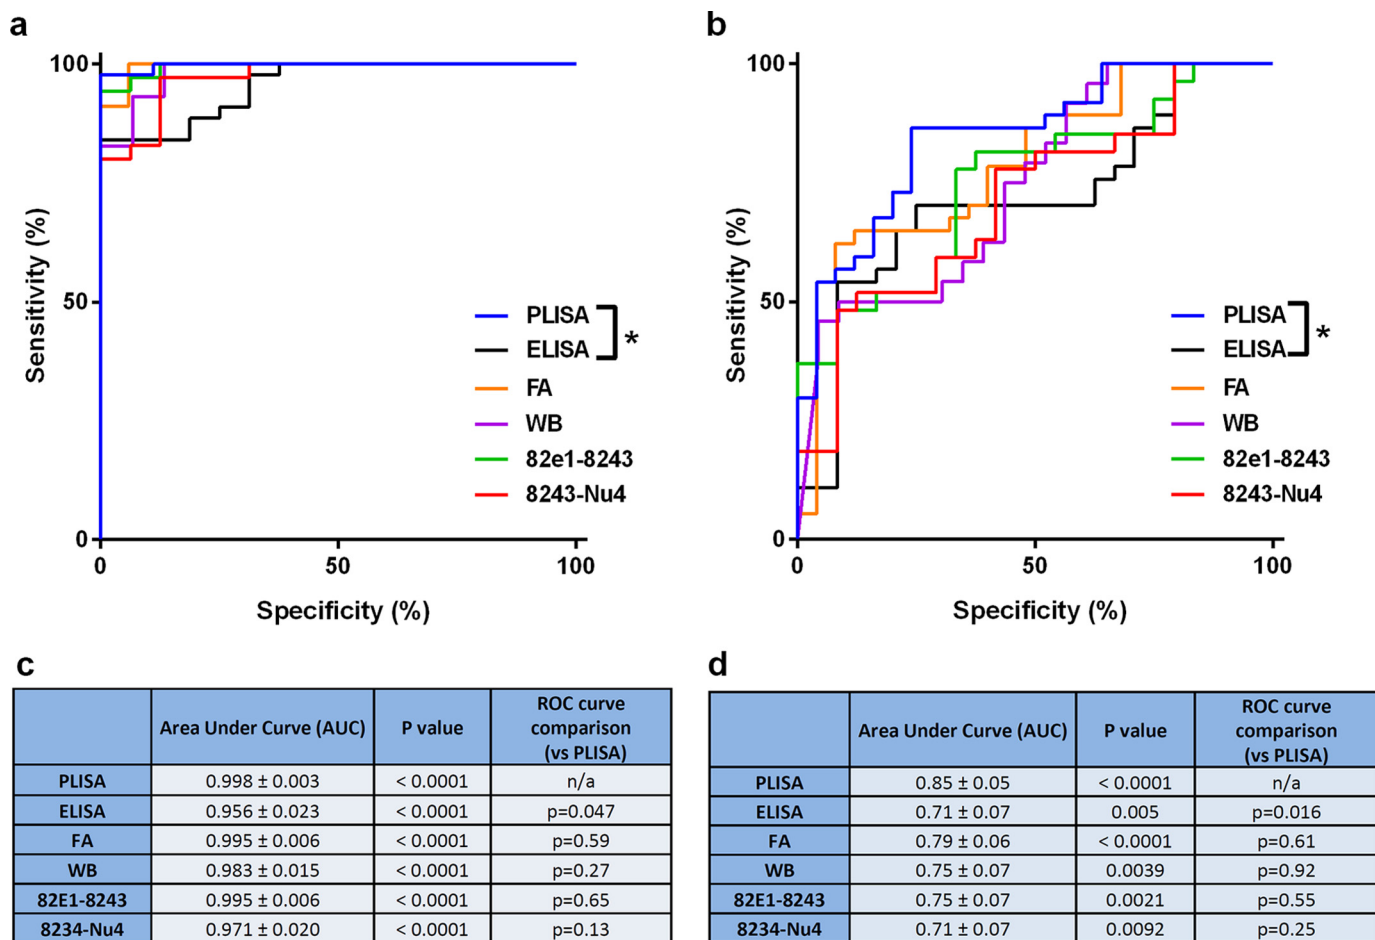 a
100
50
0
0 50 100
Sensitivity (%)
Specificity (%)
PLISA
ELISA
*
FA
WB
82e1-8243
8243-Nu4
b
100
50
0
0 50 100
Sensitivity (%)
Specificity (%)
PLISA
ELISA
*
FA
WB
82e1-8243
8243-Nu4
c
Area Under Curve (AUC) P value ROC curve
comparison
(vs PLISA)
PLISA 0.998 ± 0.003 < 0.0001 n/a
ELISA 0.956 ± 0.023 < 0.0001 p=0.047
FA 0.995 ± 0.006 < 0.0001 p=0.59
WB 0.983 ± 0.015 < 0.0001 p=0.27
82E1-8243 0.995 ± 0.006 < 0.0001 p=0.65
8234-Nu4 0.971 ± 0.020 < 0.0001 p=0.13
d
Area Under Curve (AUC) P value ROC curve
comparison
(vs PLISA)
PLISA 0.85 ± 0.05 < 0.0001 n/a
ELISA 0.71 ± 0.07 0.005 p=0.016
FA 0.79 ± 0.06 < 0.0001 p=0.61
WB 0.75 ± 0.07 0.0039 p=0.92
82E1-8243 0.75 ± 0.07 0.0021 p=0.55
8234-Nu4 0.71 ± 0.07 0.0092 p=0.25